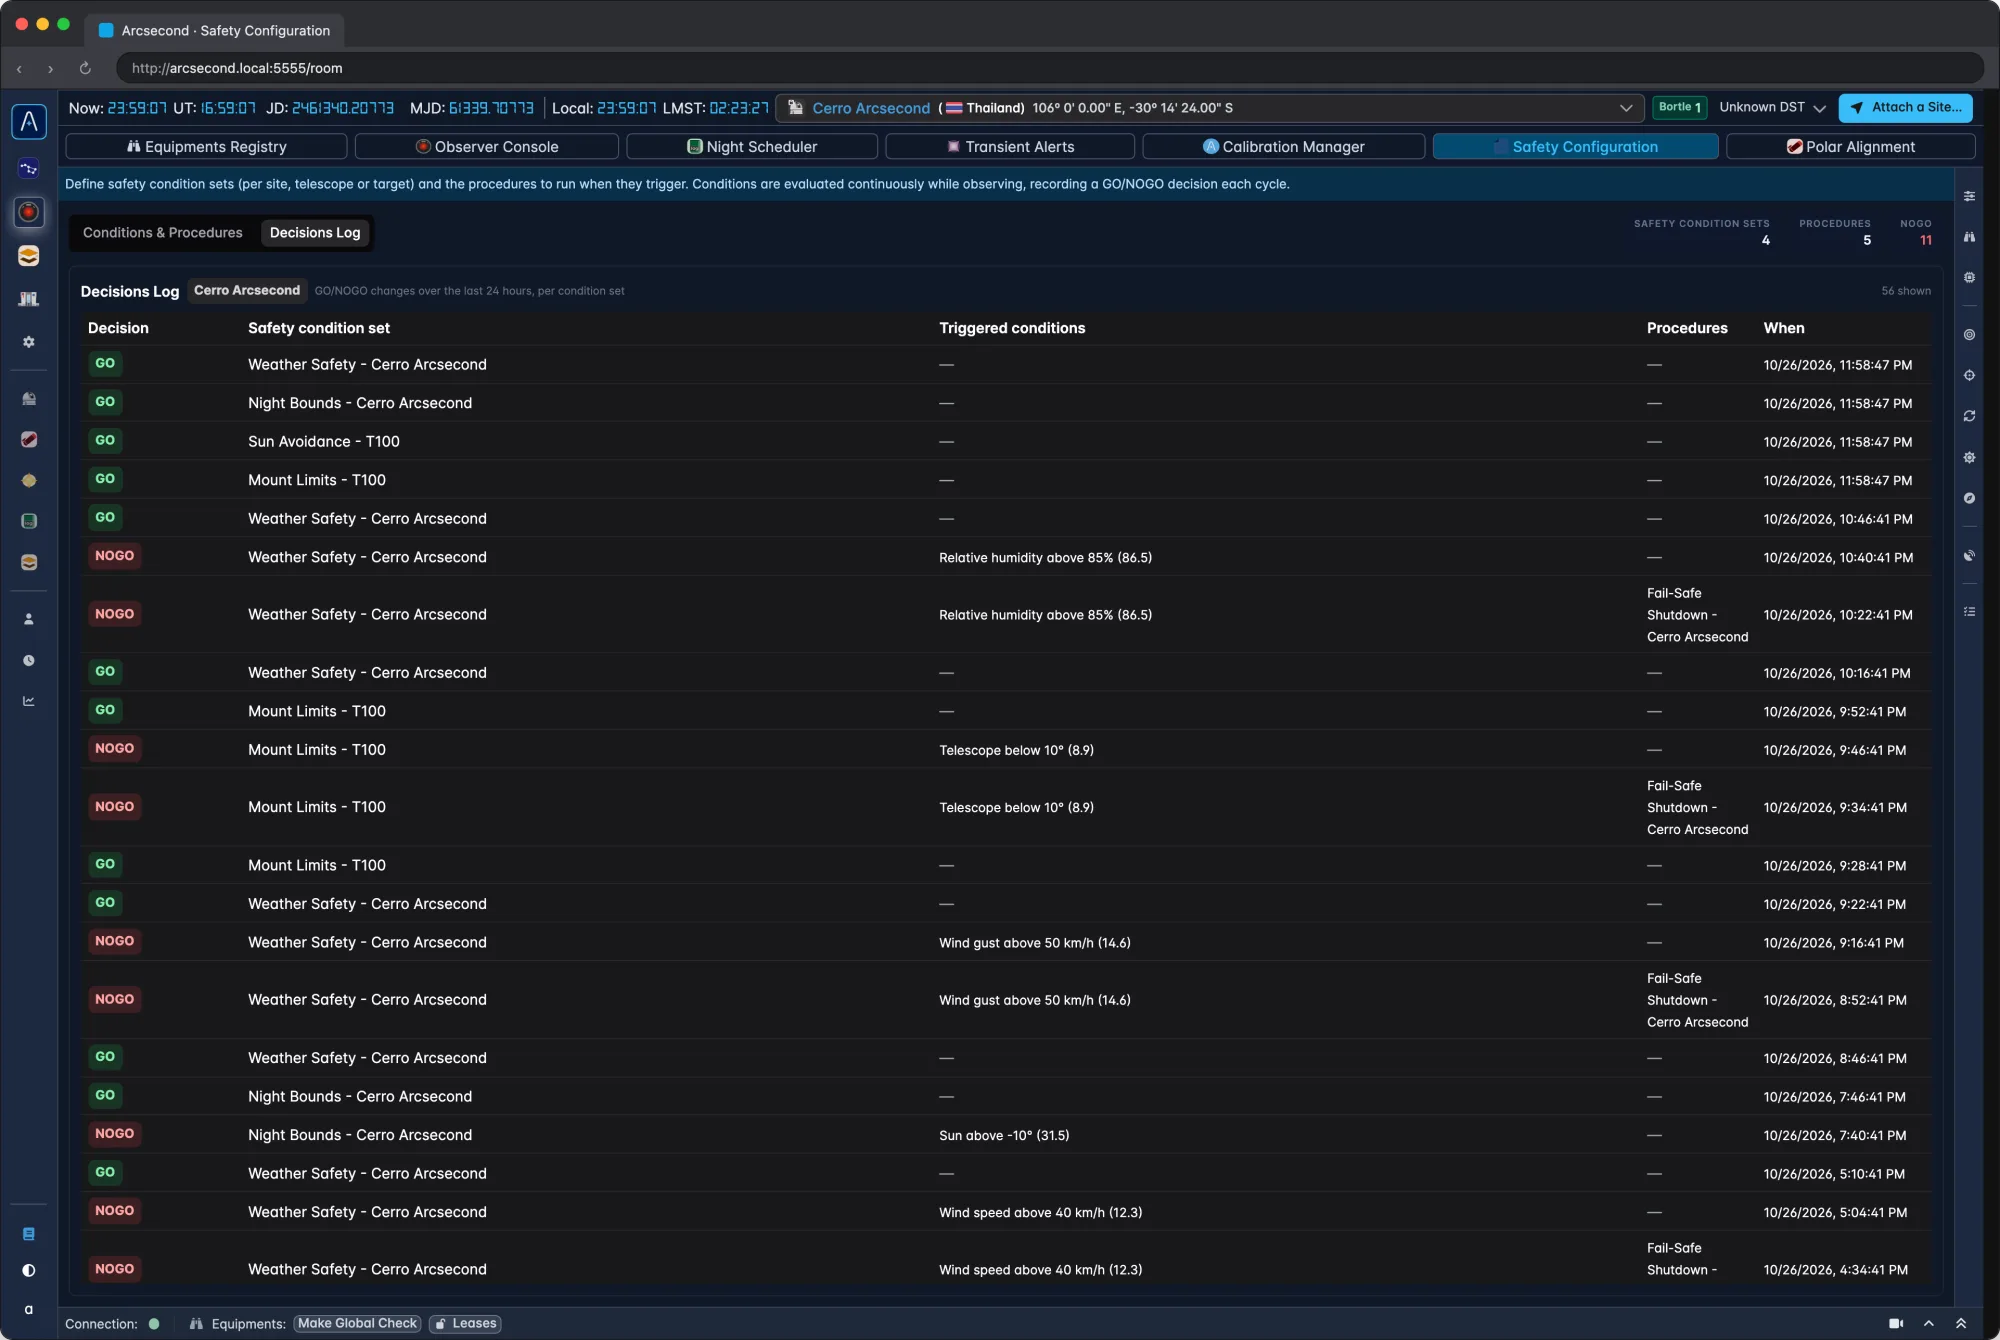 Arcsecond · Safety Configuration
http://arcsecond.local:5555/room
Now: 23:59:07 UT: 16:59:07 JD: 2461340.20773 MJD: 61339.70773 Local: 23:59:07 LMST: 02:23:27 Cerro Arcsecond ( Thailand) 106° 0' 0.00" E, -30° 14' 24.00" S Bortle 1 Unknown DST Attach a Site...
Equipments Registry Observer Console Night Scheduler Transient Alerts Calibration Manager Safety Configuration Polar Alignment
Define safety condition sets (per site, telescope or target) and the procedures to run when they trigger. Conditions are evaluated continuously while observing, recording a GO/NOGO decision each cycle.
Conditions & Procedures Decisions Log
SAFETY CONDITION SETS PROCEDURES NOGO
4 5 11
Decisions Log Cerro Arcsecond GO/NOGO changes over the last 24 hours, per condition set 56 shown
Decision Safety condition set Triggered conditions Procedures When
GO Weather Safety - Cerro Arcsecond — — 10/26/2026, 11:58:47 PM
GO Night Bounds - Cerro Arcsecond — — 10/26/2026, 11:58:47 PM
GO Sun Avoidance - T100 — — 10/26/2026, 11:58:47 PM
GO Mount Limits - T100 — — 10/26/2026, 11:58:47 PM
GO Weather Safety - Cerro Arcsecond — — 10/26/2026, 10:46:41 PM
NOGO Weather Safety - Cerro Arcsecond Relative humidity above 85% (86.5) — 10/26/2026, 10:40:41 PM
NOGO Weather Safety - Cerro Arcsecond Relative humidity above 85% (86.5) Fail-Safe
Shutdown -
Cerro Arcsecond 10/26/2026, 10:22:41 PM
GO Weather Safety - Cerro Arcsecond — — 10/26/2026, 10:16:41 PM
GO Mount Limits - T100 — — 10/26/2026, 9:52:41 PM
NOGO Mount Limits - T100 Telescope below 10° (8.9) — 10/26/2026, 9:46:41 PM
NOGO Mount Limits - T100 Telescope below 10° (8.9) Fail-Safe
Shutdown -
Cerro Arcsecond 10/26/2026, 9:34:41 PM
GO Mount Limits - T100 — — 10/26/2026, 9:28:41 PM
GO Weather Safety - Cerro Arcsecond — — 10/26/2026, 9:22:41 PM
NOGO Weather Safety - Cerro Arcsecond Wind gust above 50 km/h (14.6) — 10/26/2026, 9:16:41 PM
NOGO Weather Safety - Cerro Arcsecond Wind gust above 50 km/h (14.6) Fail-Safe
Shutdown -
Cerro Arcsecond 10/26/2026, 8:52:41 PM
GO Weather Safety - Cerro Arcsecond — — 10/26/2026, 8:46:41 PM
GO Night Bounds - Cerro Arcsecond — — 10/26/2026, 7:46:41 PM
NOGO Night Bounds - Cerro Arcsecond Sun above -10° (31.5) — 10/26/2026, 7:40:41 PM
GO Weather Safety - Cerro Arcsecond — — 10/26/2026, 5:10:41 PM
NOGO Weather Safety - Cerro Arcsecond Wind speed above 40 km/h (12.3) — 10/26/2026, 5:04:41 PM
NOGO Weather Safety - Cerro Arcsecond Wind speed above 40 km/h (12.3) Fail-Safe
Shutdown - 10/26/2026, 4:34:41 PM
a
Connection: Equipments: Make Global Check Leases